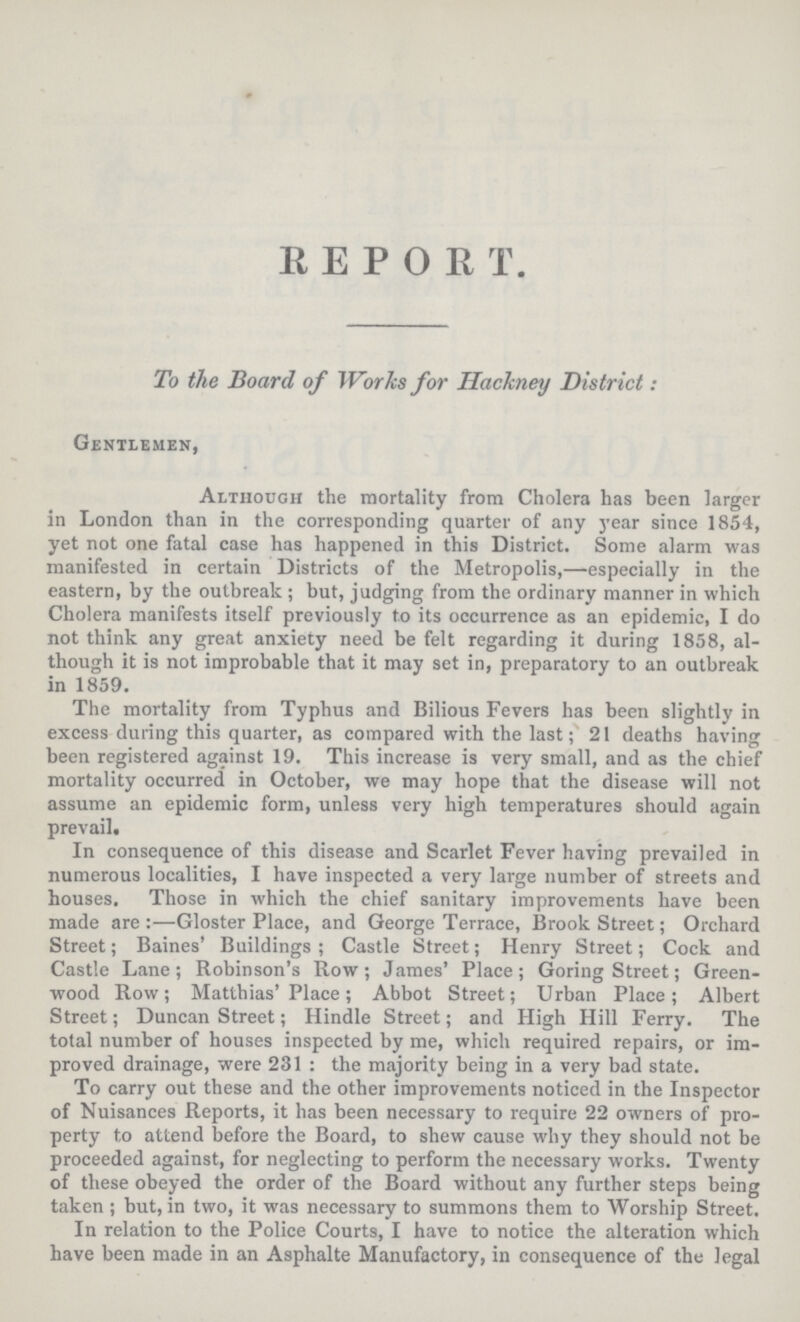 REPORT.
To the Board of Works for Hackney District:
GENTLEMEN,
ALTHOUGH the mortality from Cholera has been larger
in London than in the corresponding quarter of any year since 1854,
yet not one fatal case has happened in this District. Some alarm was
manifested in certain Districts of the Metropolis,—especially in the
eastern, by the outbreak; but, judging from the ordinary manner in which
Cholera manifests itself previously to its occurrence as an epidemic, I do
not think any great anxiety need be felt regarding it during 1858, al-
though it is not improbable that it may set in, preparatory to an outbreak
in 1859.
The mortality from Typhus and Bilious Fevers has been slightly in
excess during this quarter, as compared with the last; 21 deaths having
been registered against 19. This increase is very small, and as the chief
mortality occurred in October, we may hope that the disease will not
assume an epidemic form, unless very high temperatures should again
prevail.
In consequence of this disease and Scarlet Fever having prevailed in
numerous localities, I have inspected a very large number of streets and
houses. Those in which the chief sanitary improvements have been
made are:—Gloster Place, and George Terrace, Brook Street; Orchard
Street; Baines' Buildings; Castle Street; Henry Street; Cock and
Castle Lane; Robinson's Row; James' Place; Goring Street; Green-
wood Row; Matthias' Place; Abbot Street; Urban Place; Albert
Street; Duncan Street; Hindle Street; and High Hill Ferry. The
total number of houses inspected by me, which required repairs, or im-
proved drainage, were 231: the majority being in a very bad state.
To carry out these and the other improvements noticed in the Inspector
of Nuisances Reports, it has been necessary to require 22 owners of pro-
perty to attend before the Board, to shew cause why they should not be
proceeded against, for neglecting to perform the necessary works. Twenty
of these obeyed the order of the Board without any further steps being
taken; but, in two, it was necessary to summons them to Worship Street.
In relation to the Police Courts, I have to notice the alteration which
have been made in an Asphalte Manufactory, in consequence of the legal